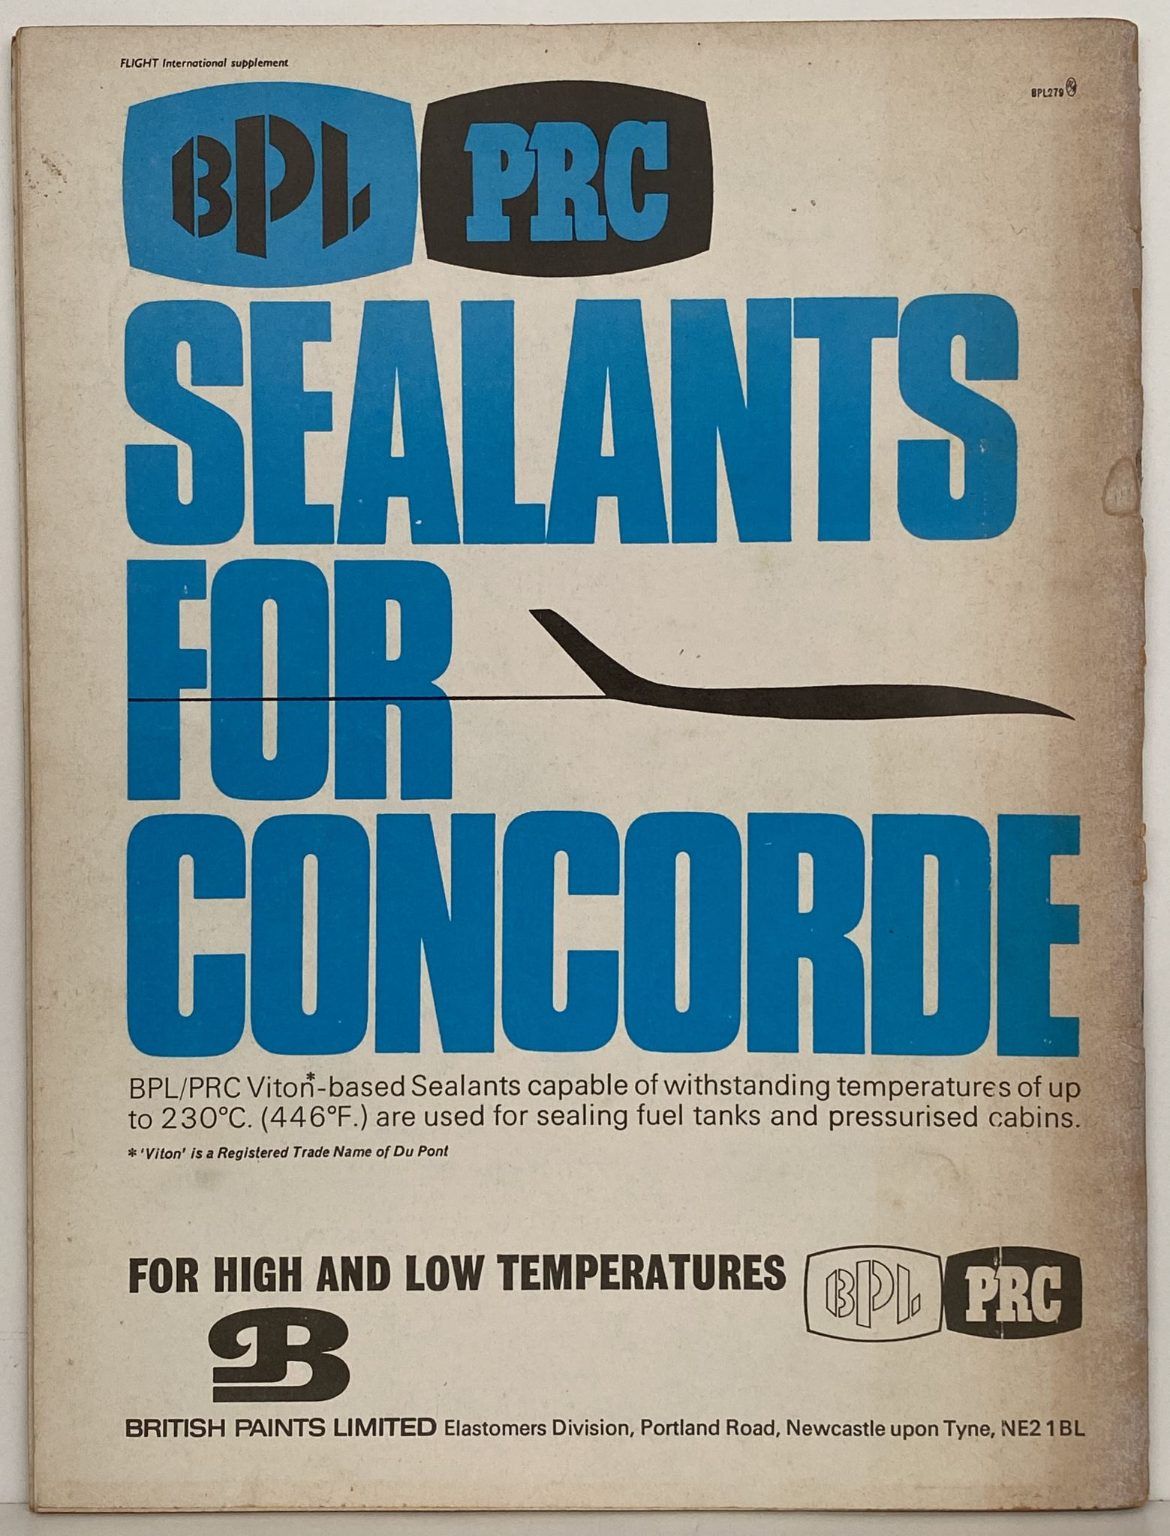 FLIGHT International supplement
BPL279
BPL PRC
SEALANTS
FOR
CONCORDE
BPL/PRC Viton*-based Sealants capable of withstanding temperatures of up
to 230°C. (446°F.) are used for sealing fuel tanks and pressurised cabins.
* 'Viton' is a Registered Trade Name of Du Pont
FOR HIGH AND LOW TEMPERATURES BPL PRC
B
BRITISH PAINTS LIMITED Elastomers Division, Portland Road, Newcastle upon Tyne, NE2 1BL